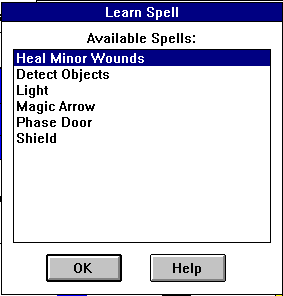 Learn Spell
Available Spells:
Heal Minor Wounds
Detect Objects
Light
Magic Arrow
Phase Door
Shield
OK
Help